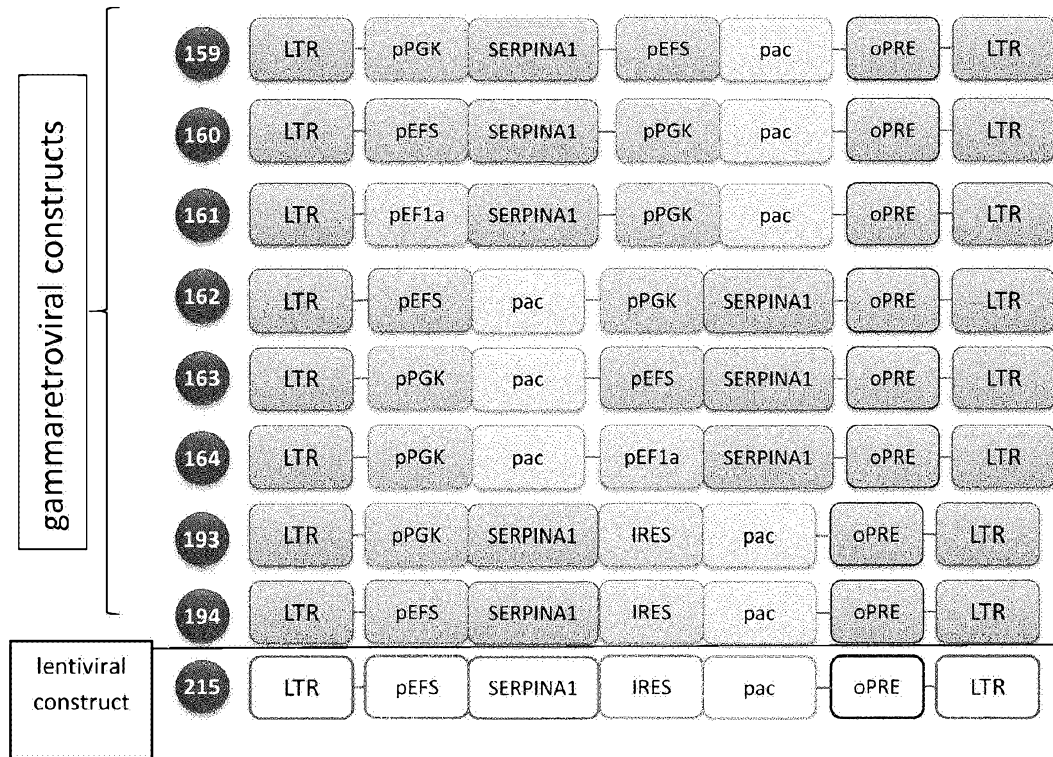 gammaretroviral constructs
159 LTR pPGK SERPINA1 pEFS pac oPRE LTR
160 LTR pEFS SERPINA1 pPGK pac oPRE LTR
161 LTR pEF1a SERPINA1 pPGK pac oPRE LTR
162 LTR pEFS pac pPGK SERPINA1 oPRE LTR
163 LTR pPGK pac pEFS SERPINA1 oPRE LTR
164 LTR pPGK pac pEF1a SERPINA1 oPRE LTR
193 LTR pPGK SERPINA1 IRES pac oPRE LTR
194 LTR pEFS SERPINA1 IRES pac oPRE LTR
lentiviral
construct
215 LTR pEFS SERPINA1 IRES pac oPRE LTR